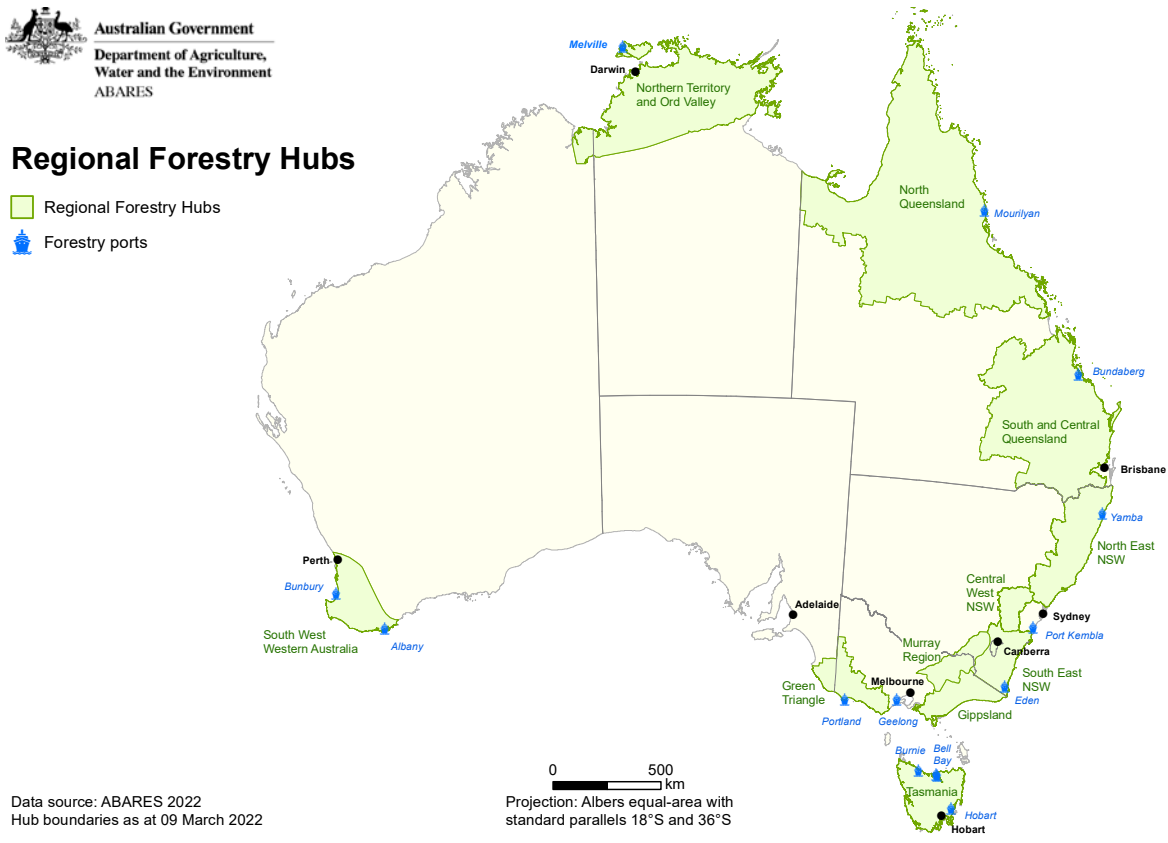 Australian Government
Department of Agriculture,
Water and the Environment
ABARES
Regional Forestry Hubs
Regional Forestry Hubs
Forestry ports
Melville
Darwin
Northern Territory
and Ord Valley
North
Queensland
Mourilyan
Bundaberg
South and Central
Queensland
Brisbane
Yamba
North East
NSW
Perth
Bunbury
South West
Western Australia
Albany
Adelaide
Central
West
NSW
Sydney
Port Kembla
Murray
Region
Canberra
South East
NSW
Eden
Green
Triangle
Melbourne
Portland
Geelong
Gippsland
Burnie
Bell
Bay
Tasmania
Hobart
Hobart
0 500
km
Projection: Albers equal-area with
standard parallels 18°S and 36°S
Data source: ABARES 2022
Hub boundaries as at 09 March 2022